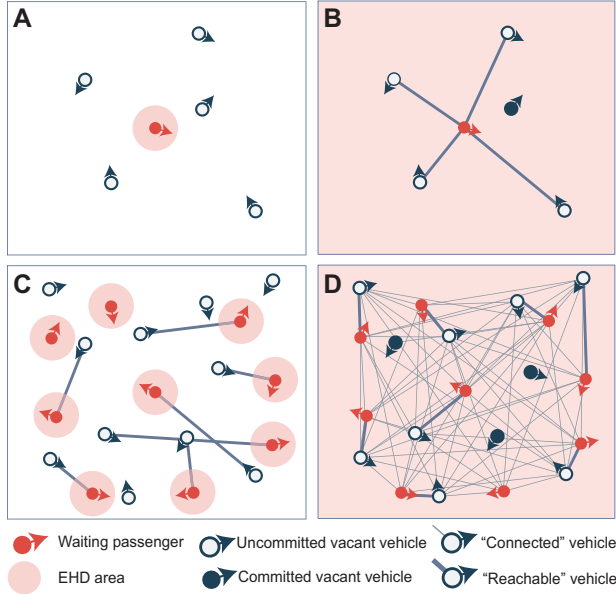 A
B
C
D
Waiting passenger
Uncommitted vacant vehicle
“Connected” vehicle
EHD area
Committed vacant vehicle
“Reachable” vehicle